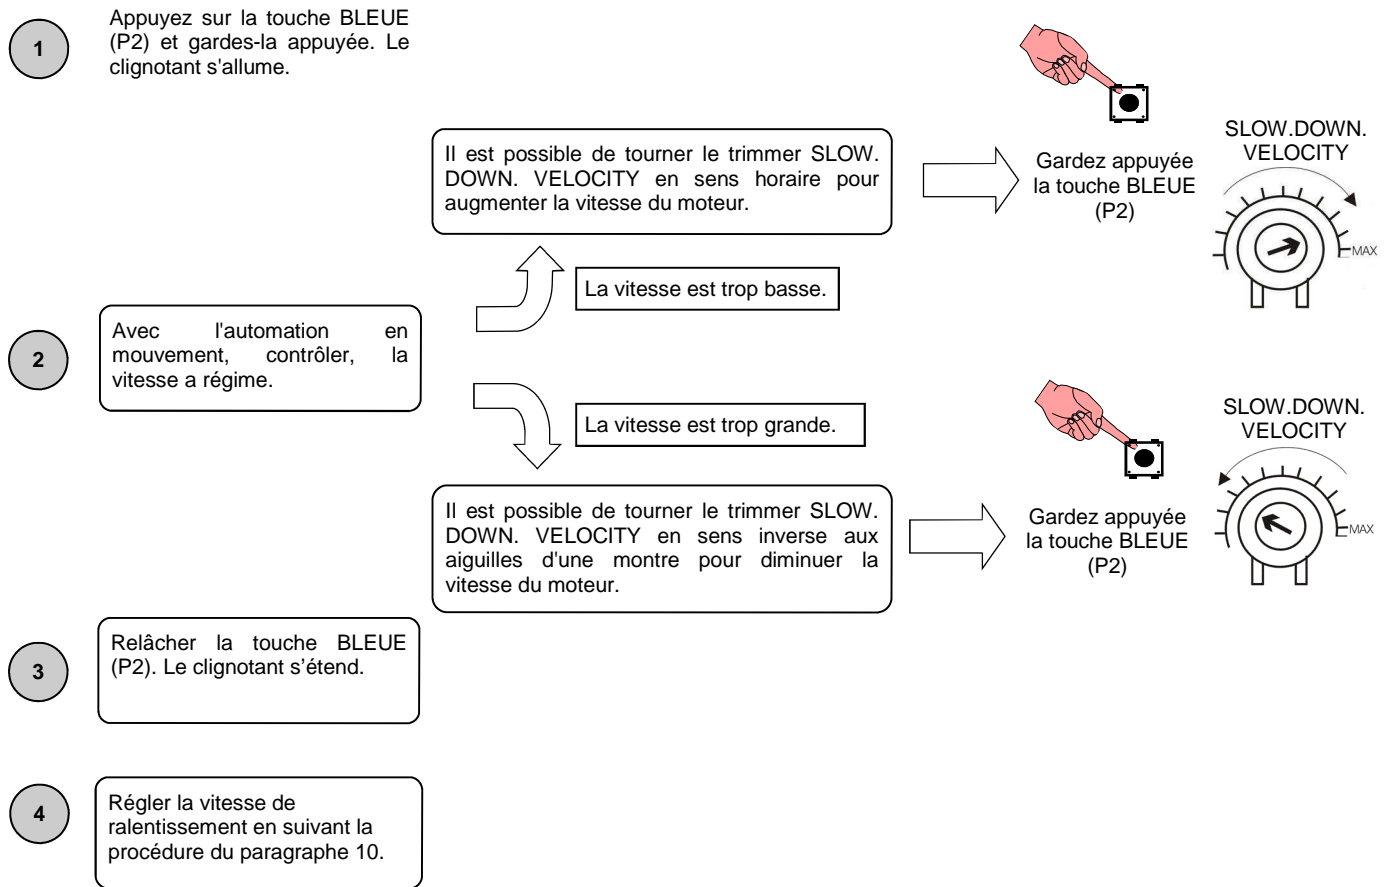 1
Appuyez sur la touche BLEUE
(P2) et gardes-la appuyée. Le
clignotant s'allume.
Il est possible de tourner le trimmer SLOW.
DOWN. VELOCITY en sens horaire pour
augmenter la vitesse du moteur.
Gardez appuyée
la touche BLEUE
(P2)
SLOW.DOWN.
VELOCITY
MAX
La vitesse est trop basse.
2
Avec l'automation en
mouvement, contrôler, la
vitesse a régime.
La vitesse est trop grande.
Il est possible de tourner le trimmer SLOW.
DOWN. VELOCITY en sens inverse aux
aiguilles d'une montre pour diminuer la
vitesse du moteur.
Gardez appuyée
la touche BLEUE
(P2)
SLOW.DOWN.
VELOCITY
MAX
3
Relâcher la touche BLEUE
(P2). Le clignotant s’étend.
4
Régler la vitesse de
ralentissement en suivant la
procédure du paragraphe 10.